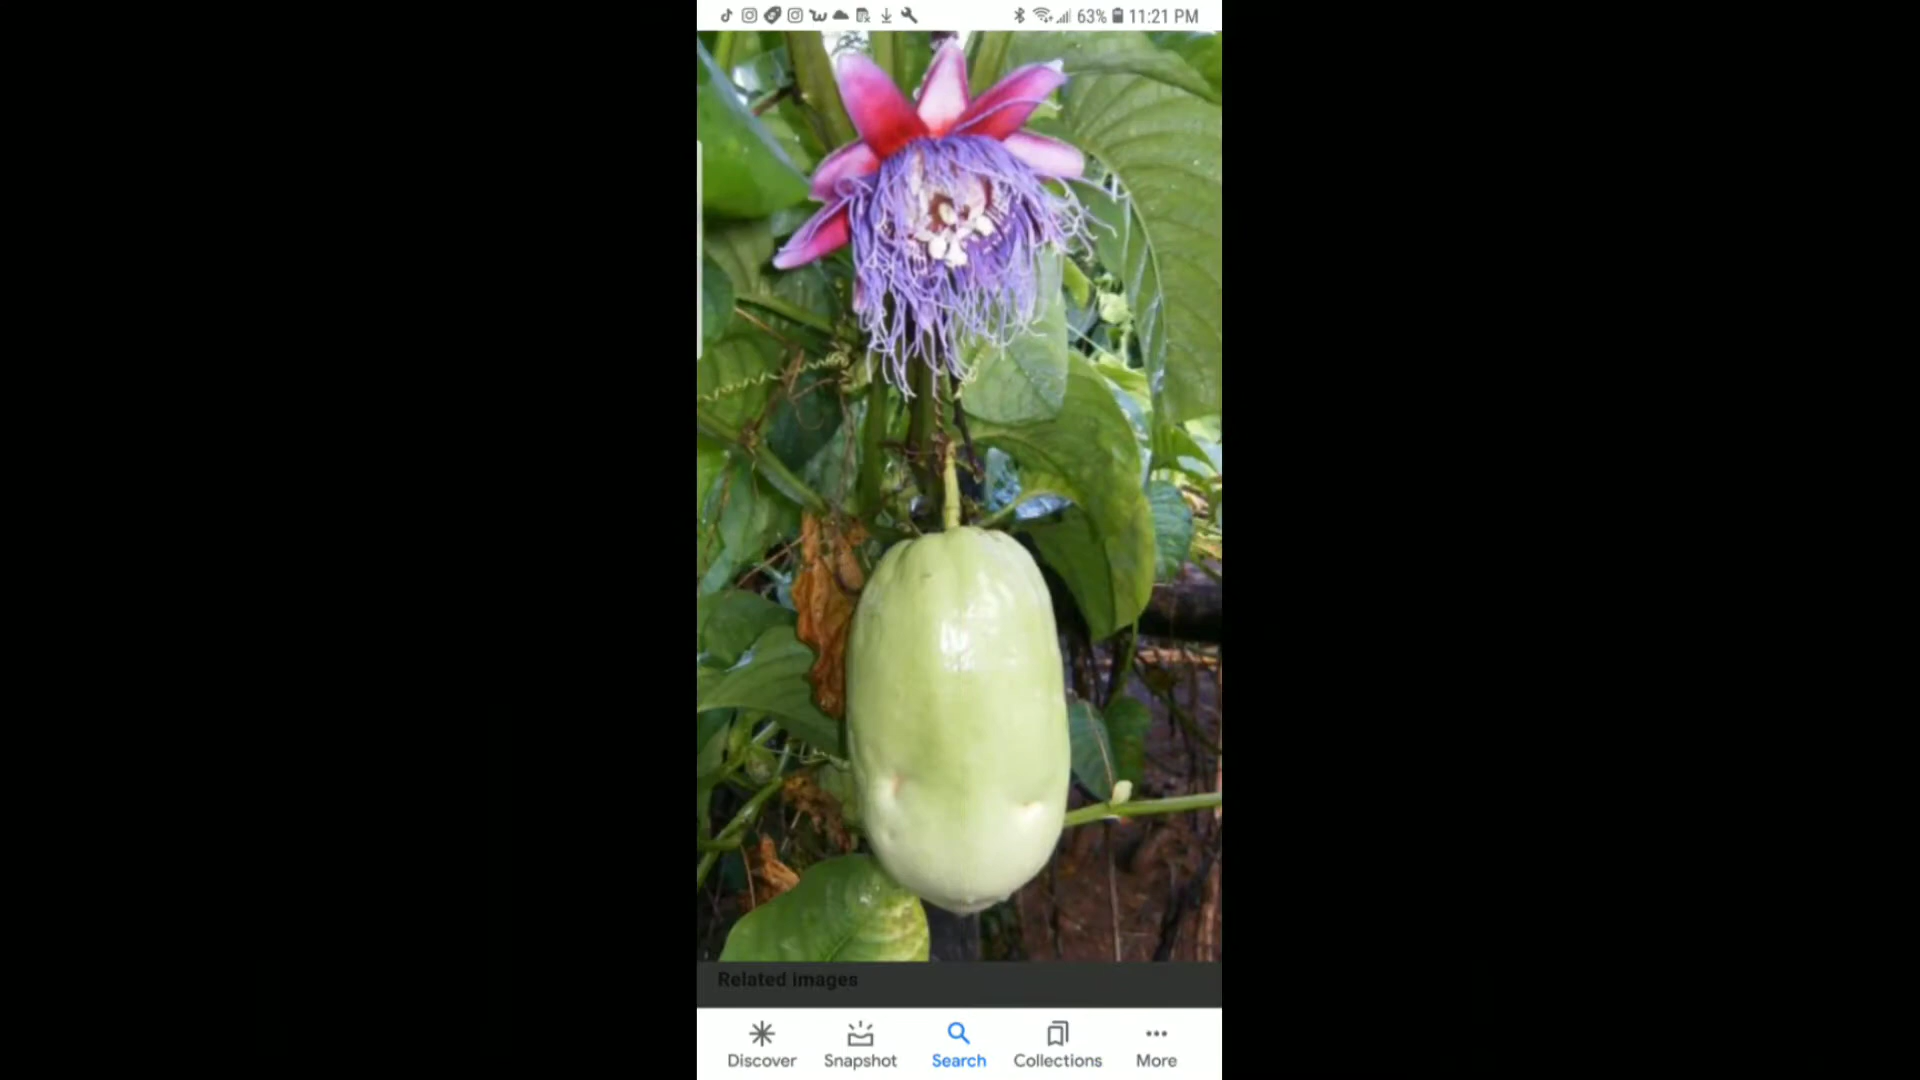 63% 11:21 PM
Related images
Discover Snapshot Search Collections More